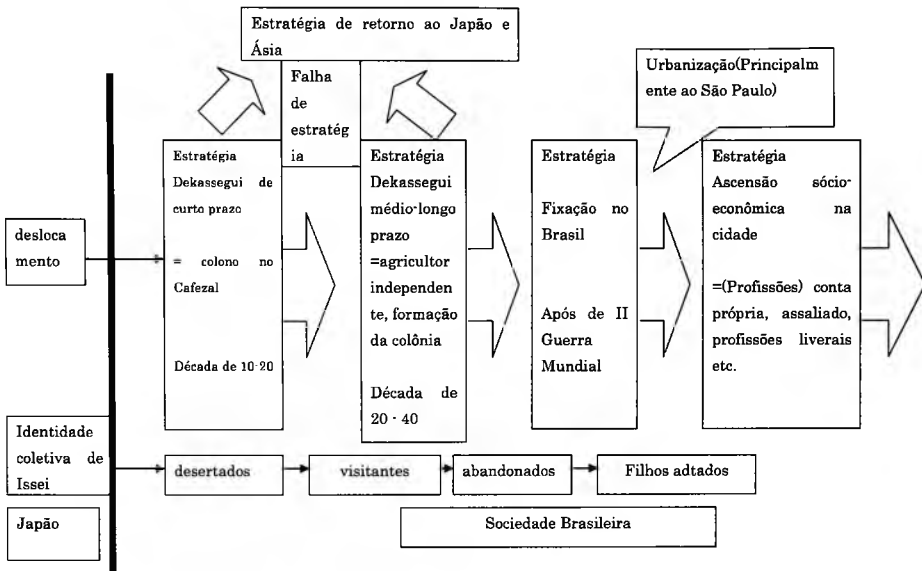 Estratégia de retorno ao Japão e
Ásia
Urbanização(Principalm
ente ao São Paulo)
Falha
de
estratég
ia
desloca
mento
Estratégia
Dekassegui de
curto prazo
= colono no
Cafezal
Década de 10-20
Estratégia
Dekassegui
médio-longo
prazo
=agricultor
independen
te, formação
da colônia
Década de
20 - 40
Estratégia
Fixação no
Brasil
Após de II
Guerra
Mundial
Estratégia
Ascensão sócio-
econômica na
cidade
=(Profissões) conta
própria, assaliado,
profissões liverais
etc.
Identidade
coletiva de
Issei
desertados
visitantes
abandonados
Filhos adtados
Japão
Sociedade Brasileira